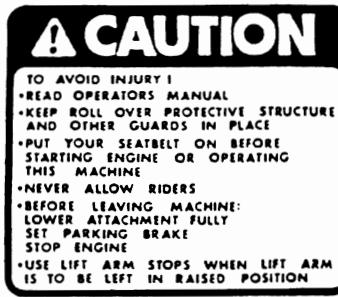 CAUTION
TO AVOID INJURY!
•READ OPERATORS MANUAL
•KEEP ROLL OVER PROTECTIVE STRUCTURE
AND OTHER GUARDS IN PLACE
•PUT YOUR SEATBELT ON BEFORE
STARTING ENGINE OR OPERATING
THIS MACHINE
•NEVER ALLOW RIDERS
•BEFORE LEAVING MACHINE:
LOWER ATTACHMENT FULLY
SET PARKING BRAKE
STOP ENGINE
•USE LIFT ARM STOPS WHEN LIFT ARM
IS TO BE LEFT IN RAISED POSITION